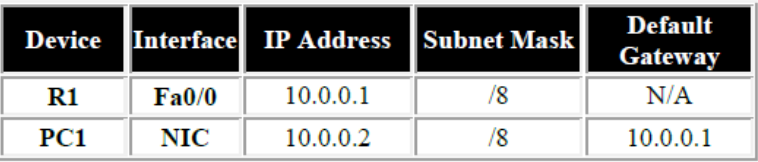 Device Interface IP Address Subnet Mask Default Gateway
R1 Fa0/0 10.0.0.1 /8 N/A
PC1 NIC 10.0.0.2 /8 10.0.0.1